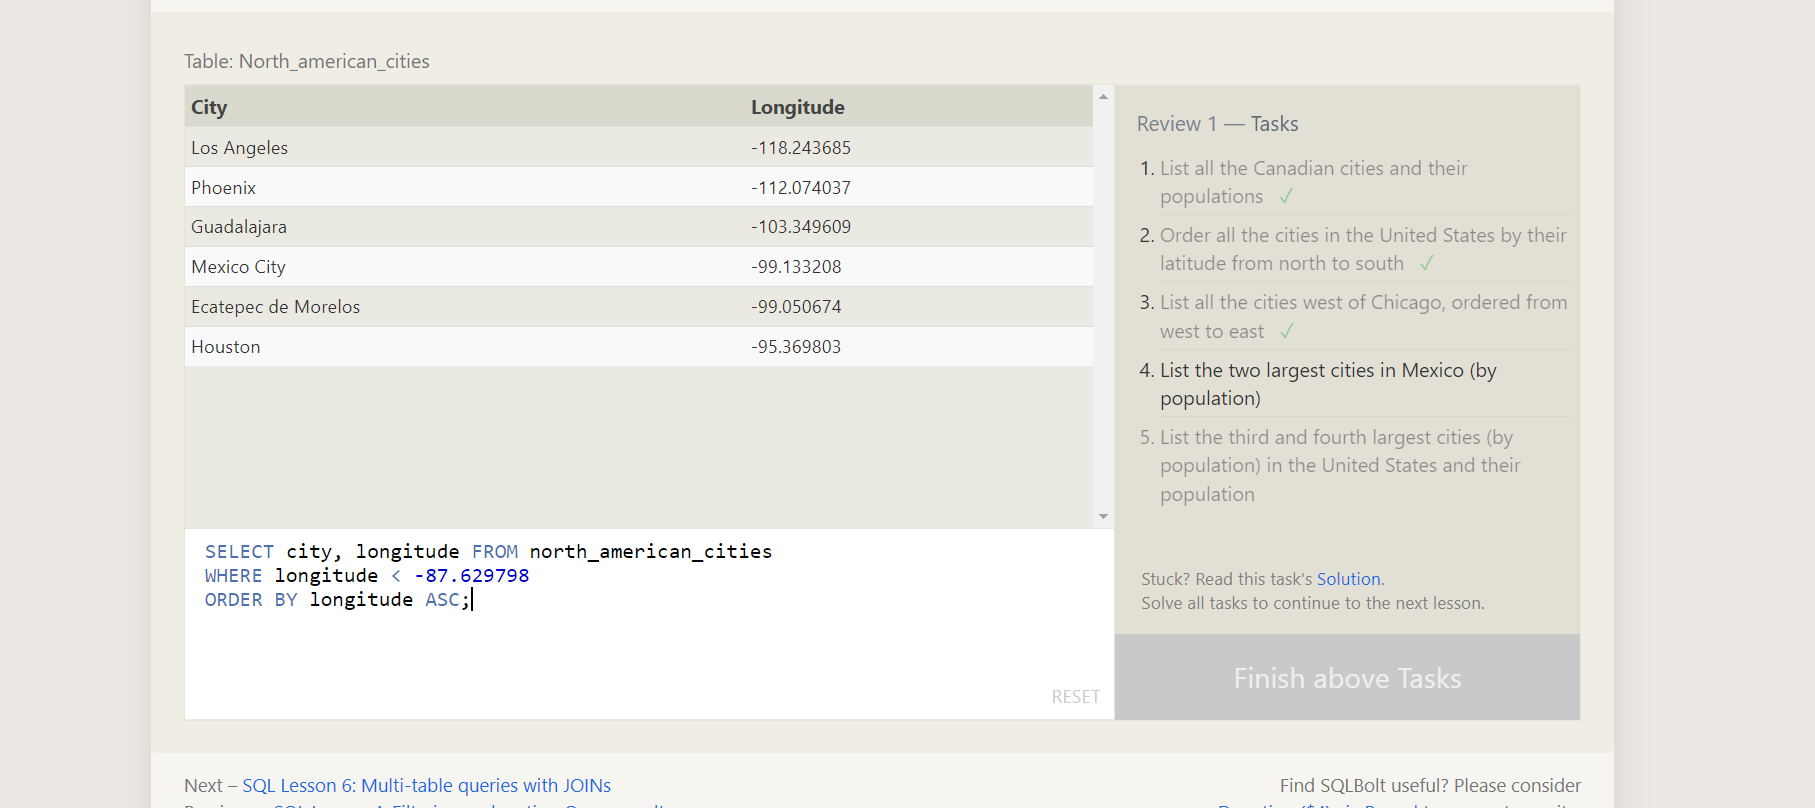 Table: North_american_cities
City Longitude
Los Angeles -118.243685
Phoenix -112.074037
Guadalajara -103.349609
Mexico City -99.133208
Ecatepec de Morelos -99.050674
Houston -95.369803
SELECT city, longitude FROM north_american_cities
WHERE longitude < -87.629798
ORDER BY longitude ASC;
RESET
Review 1 — Tasks
1. List all the Canadian cities and their
populations ✓
2. Order all the cities in the United States by their
latitude from north to south ✓
3. List all the cities west of Chicago, ordered from
west to east ✓
4. List the two largest cities in Mexico (by
population)
5. List the third and fourth largest cities (by
population) in the United States and their
population
Stuck? Read this task's Solution.
Solve all tasks to continue to the next lesson.
Finish above Tasks
Next – SQL Lesson 6: Multi-table queries with JOINs
Find SQLBolt useful? Please consider